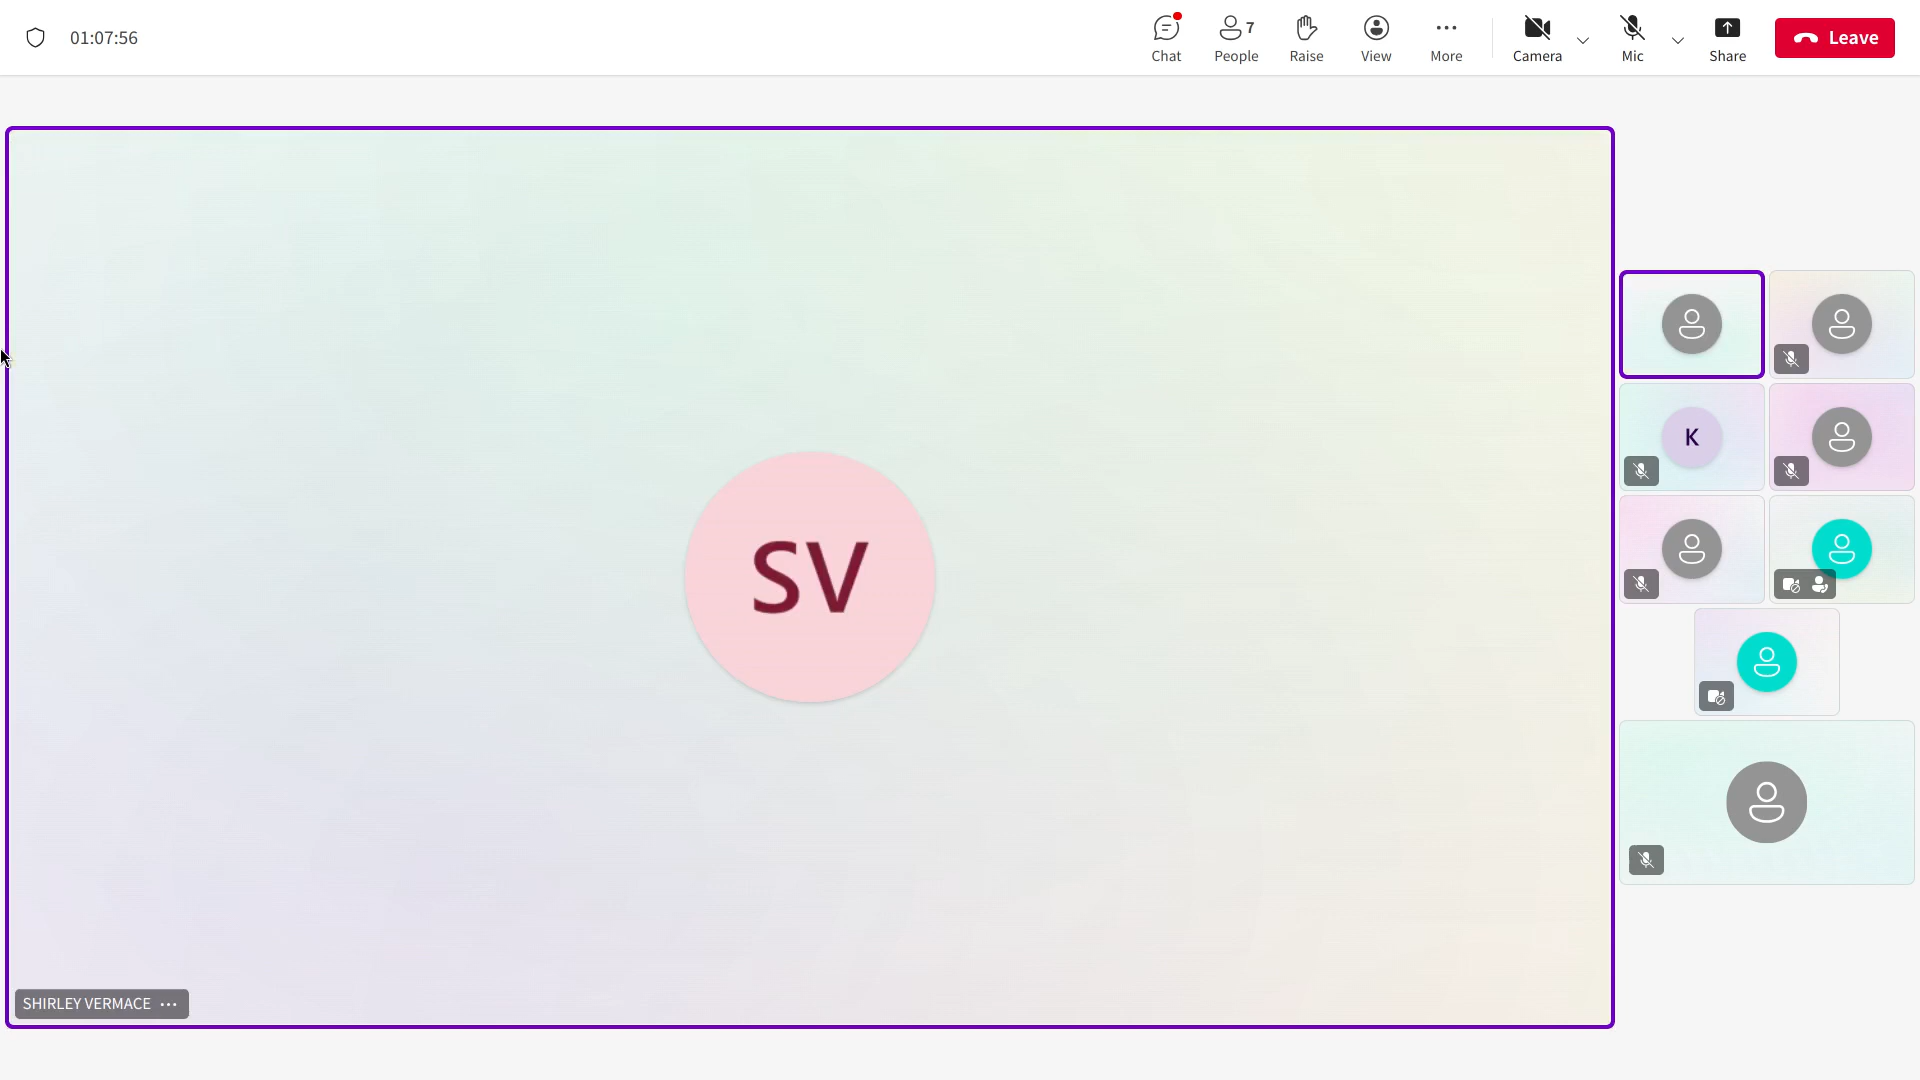 01:07:56
Chat
7
People
Raise
View
More
Camera
Mic
Share
Leave
SV
K
SHIRLEY VERMACE